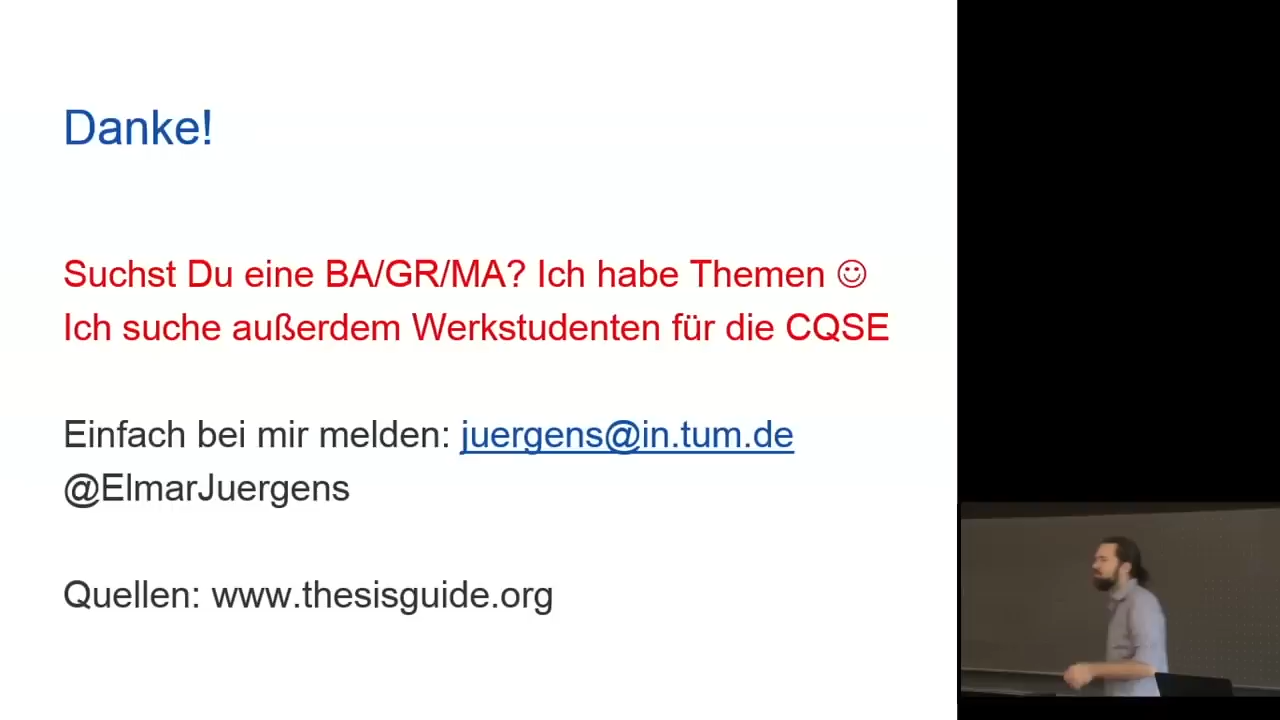 Danke!
Suchst Du eine BA/GR/MA? Ich habe Themen ☺
Ich suche außerdem Werkstudenten für die CQSE
Einfach bei mir melden: juergens@in.tum.de
@ElmarJuergens
Quellen: www.thesisguide.org